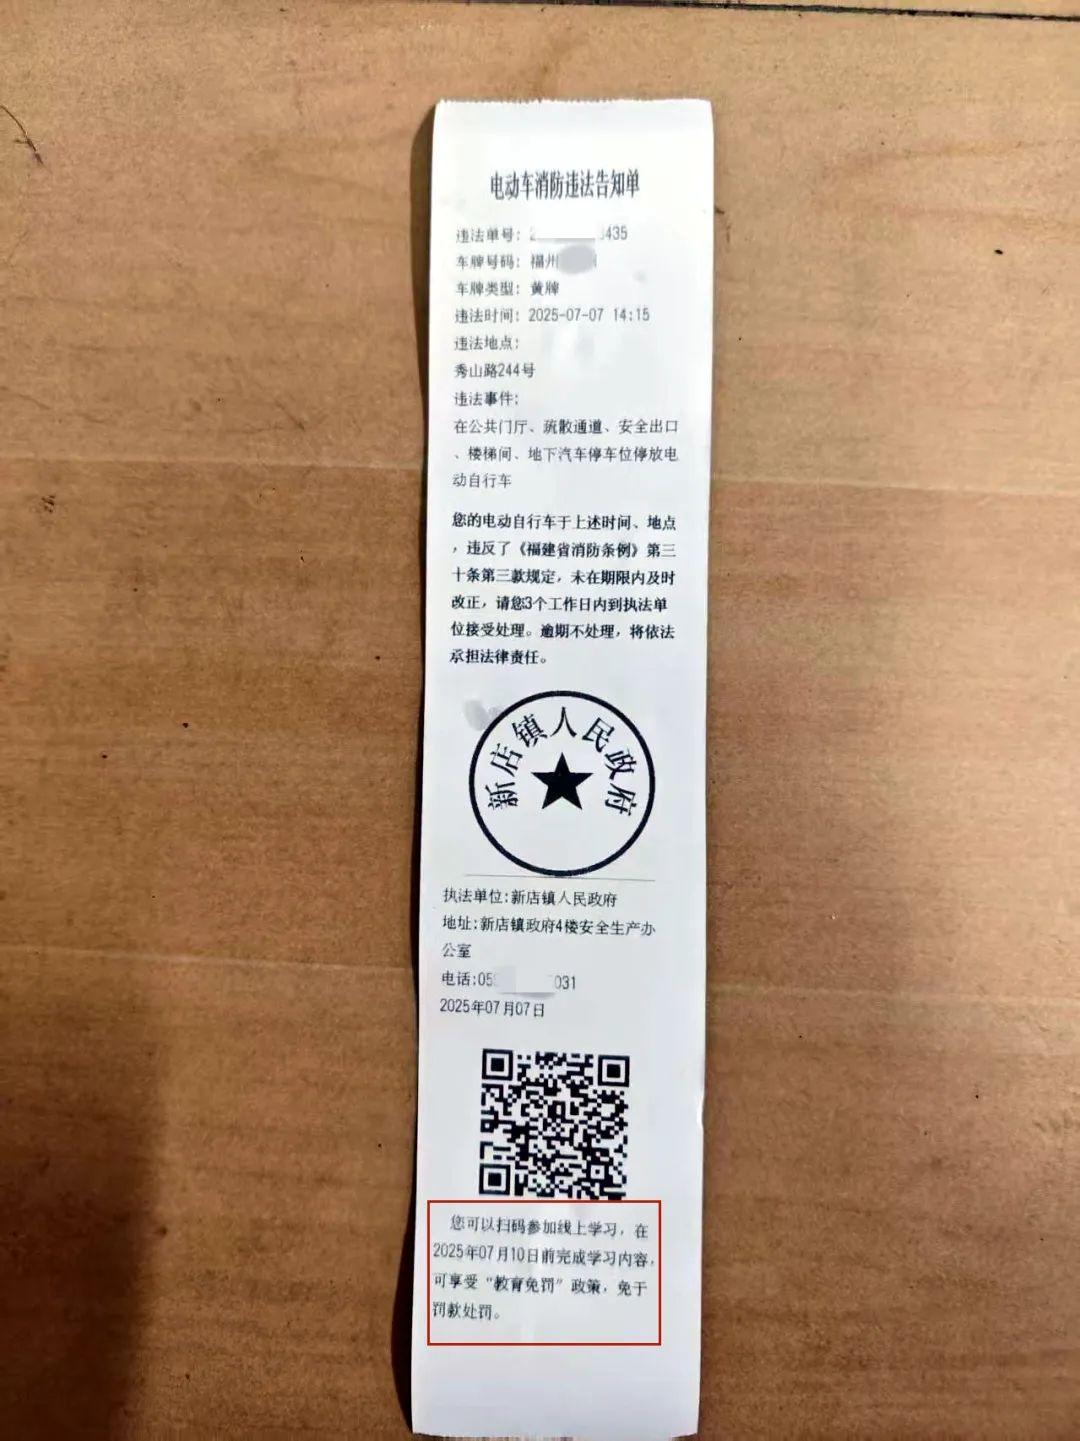 电动车消防违法告知单
违法单号: 2 435
车牌号码: 福州
车牌类型: 黄牌
违法时间: 2025-07-07 14:15
违法地点:
秀山路244号
违法事件:
在公共门厅、疏散通道、安全出口
、楼梯间、地下汽车停车位停放电
动自行车
您的电动自行车于上述时间、地点
，违反了《福建省消防条例》第三
十条第三款规定，未在期限内及时
改正，请您3个工作日内到执法单
位接受处理。逾期不处理，将依法
承担法律责任。
新店镇人民政府
执法单位:新店镇人民政府
地址:新店镇政府4楼安全生产办
公室
电话:05 031
2025年07月07日
您可以扫码参加线上学习，在
2025年07月10日前完成学习内容，
可享受“教育免罚”政策，免于
罚款处罚。